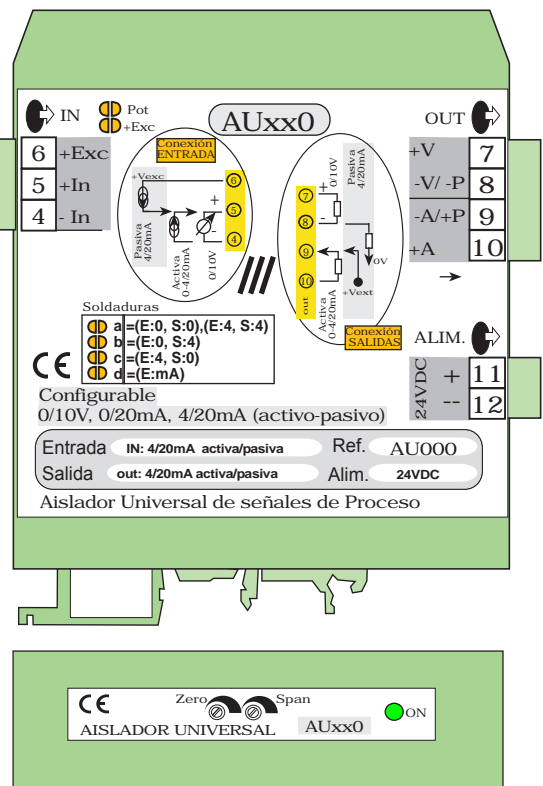 IN
Pot
+Exc
AUxx0
OUT
6 +Exc
5 +In
4 - In
Conexión
ENTRADA
+Vexc
6
5
4
+
-
Pasiva
4/20mA
Activa
0-4/20mA
0/10V
7
8
9
10
out
+
-
0/10V
Pasiva
4/20mA
0V
+Vext
Activa
0-4/20mA
Conexión
SALIDAS
+V 7
-V/ -P 8
-A/+P 9
+A 10
Soldaduras
a =(E:0, S:0),(E:4, S:4)
b =(E:0, S:4)
c =(E:4, S:0)
d =(E:mA)
CE
ALIM.
24VDC
+ 11
-- 12
Configurable
0/10V, 0/20mA, 4/20mA (activo-pasivo)
Entrada IN: 4/20mA activa/pasiva Ref. AU000
Salida out: 4/20mA activa/pasiva Alim. 24VDC
Aislador Universal de señales de Proceso
CE
Zero Span
ON
AISLADOR UNIVERSAL AUxx0